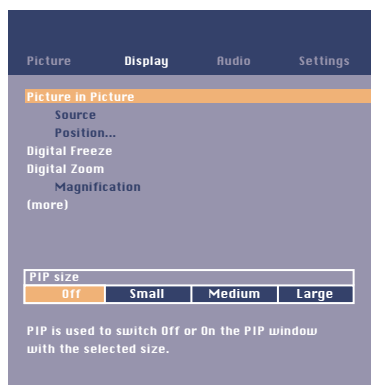 Picture Display Audio Settings
Picture in Picture
Source
Position...
Digital Freeze
Digital Zoom
Magnification
(more)
PIP size
Off Small Medium Large
PIP is used to switch Off or On the PIP window
with the selected size.